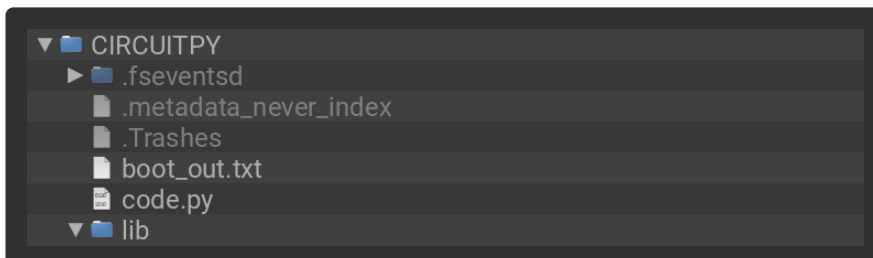 CIRCUITPY
.fseventsd
.metadata_never_index
.Trashes
boot_out.txt
code.py
lib